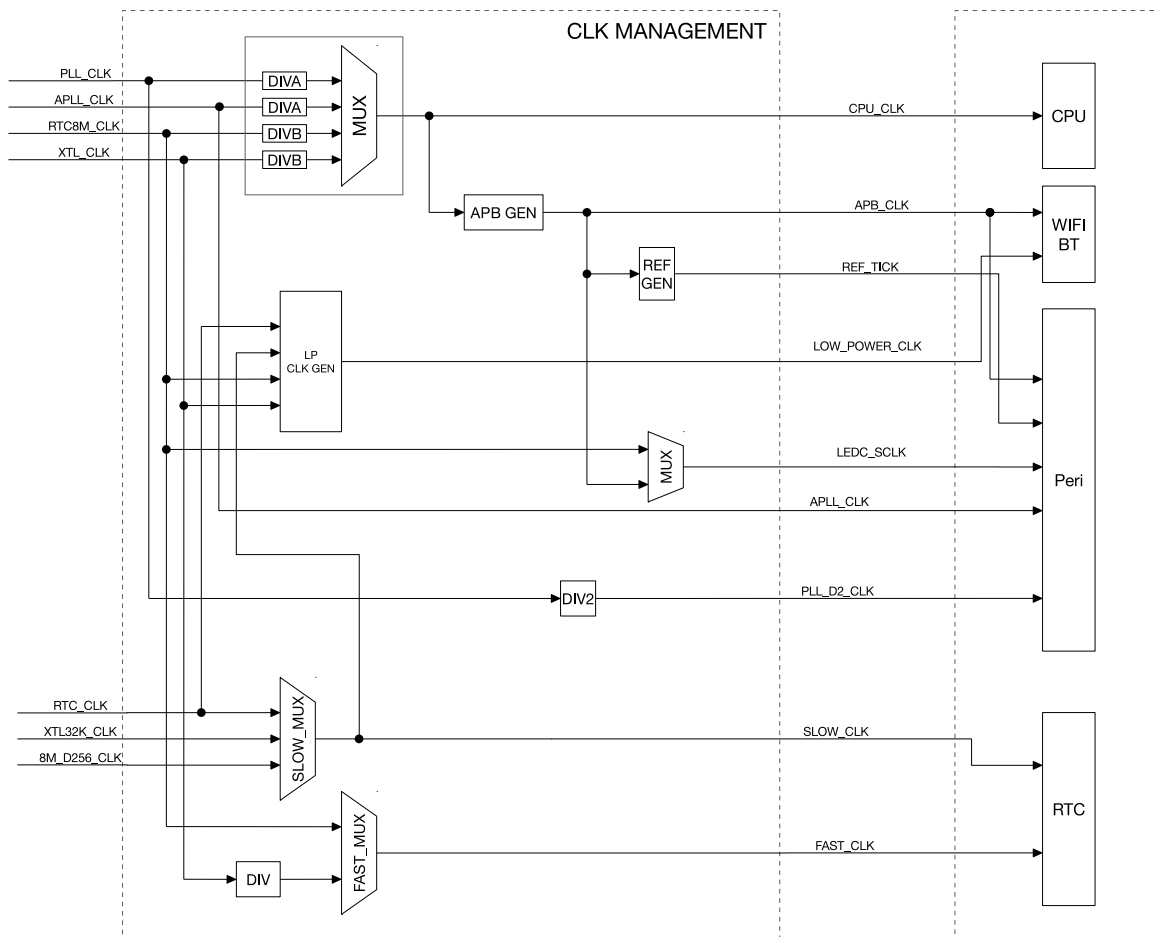 CLK MANAGEMENT
PLL_CLK
DIVA
APLL_CLK
DIVA
RTC8M_CLK
DIVB
XTL_CLK
DIVB
MUX
CPU_CLK
CPU
APB GEN
APB_CLK
WIFI
BT
REF
GEN
REF_TICK
LP
CLK GEN
LOW_POWER_CLK
MUX
LEDC_SCLK
Peri
APLL_CLK
DIV2
PLL_D2_CLK
RTC_CLK
XTL32K_CLK
8M_D256_CLK
SLOW_MUX
SLOW_CLK
RTC
FAST_MUX
FAST_CLK
DIV